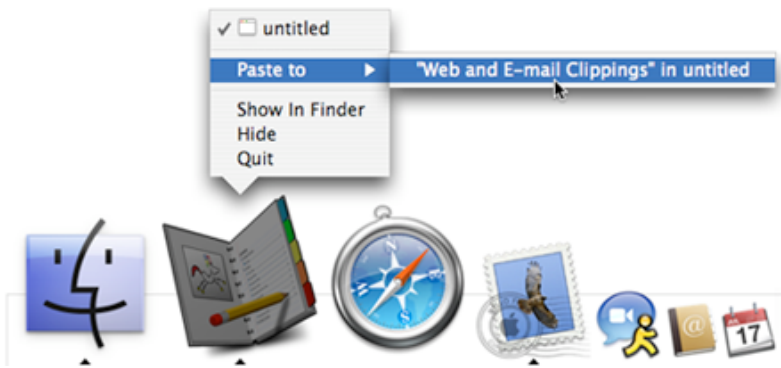 ✓ untitled
Paste to ▶
"Web and E-mail Clippings" in untitled
Show In Finder
Hide
Quit
N
@
17